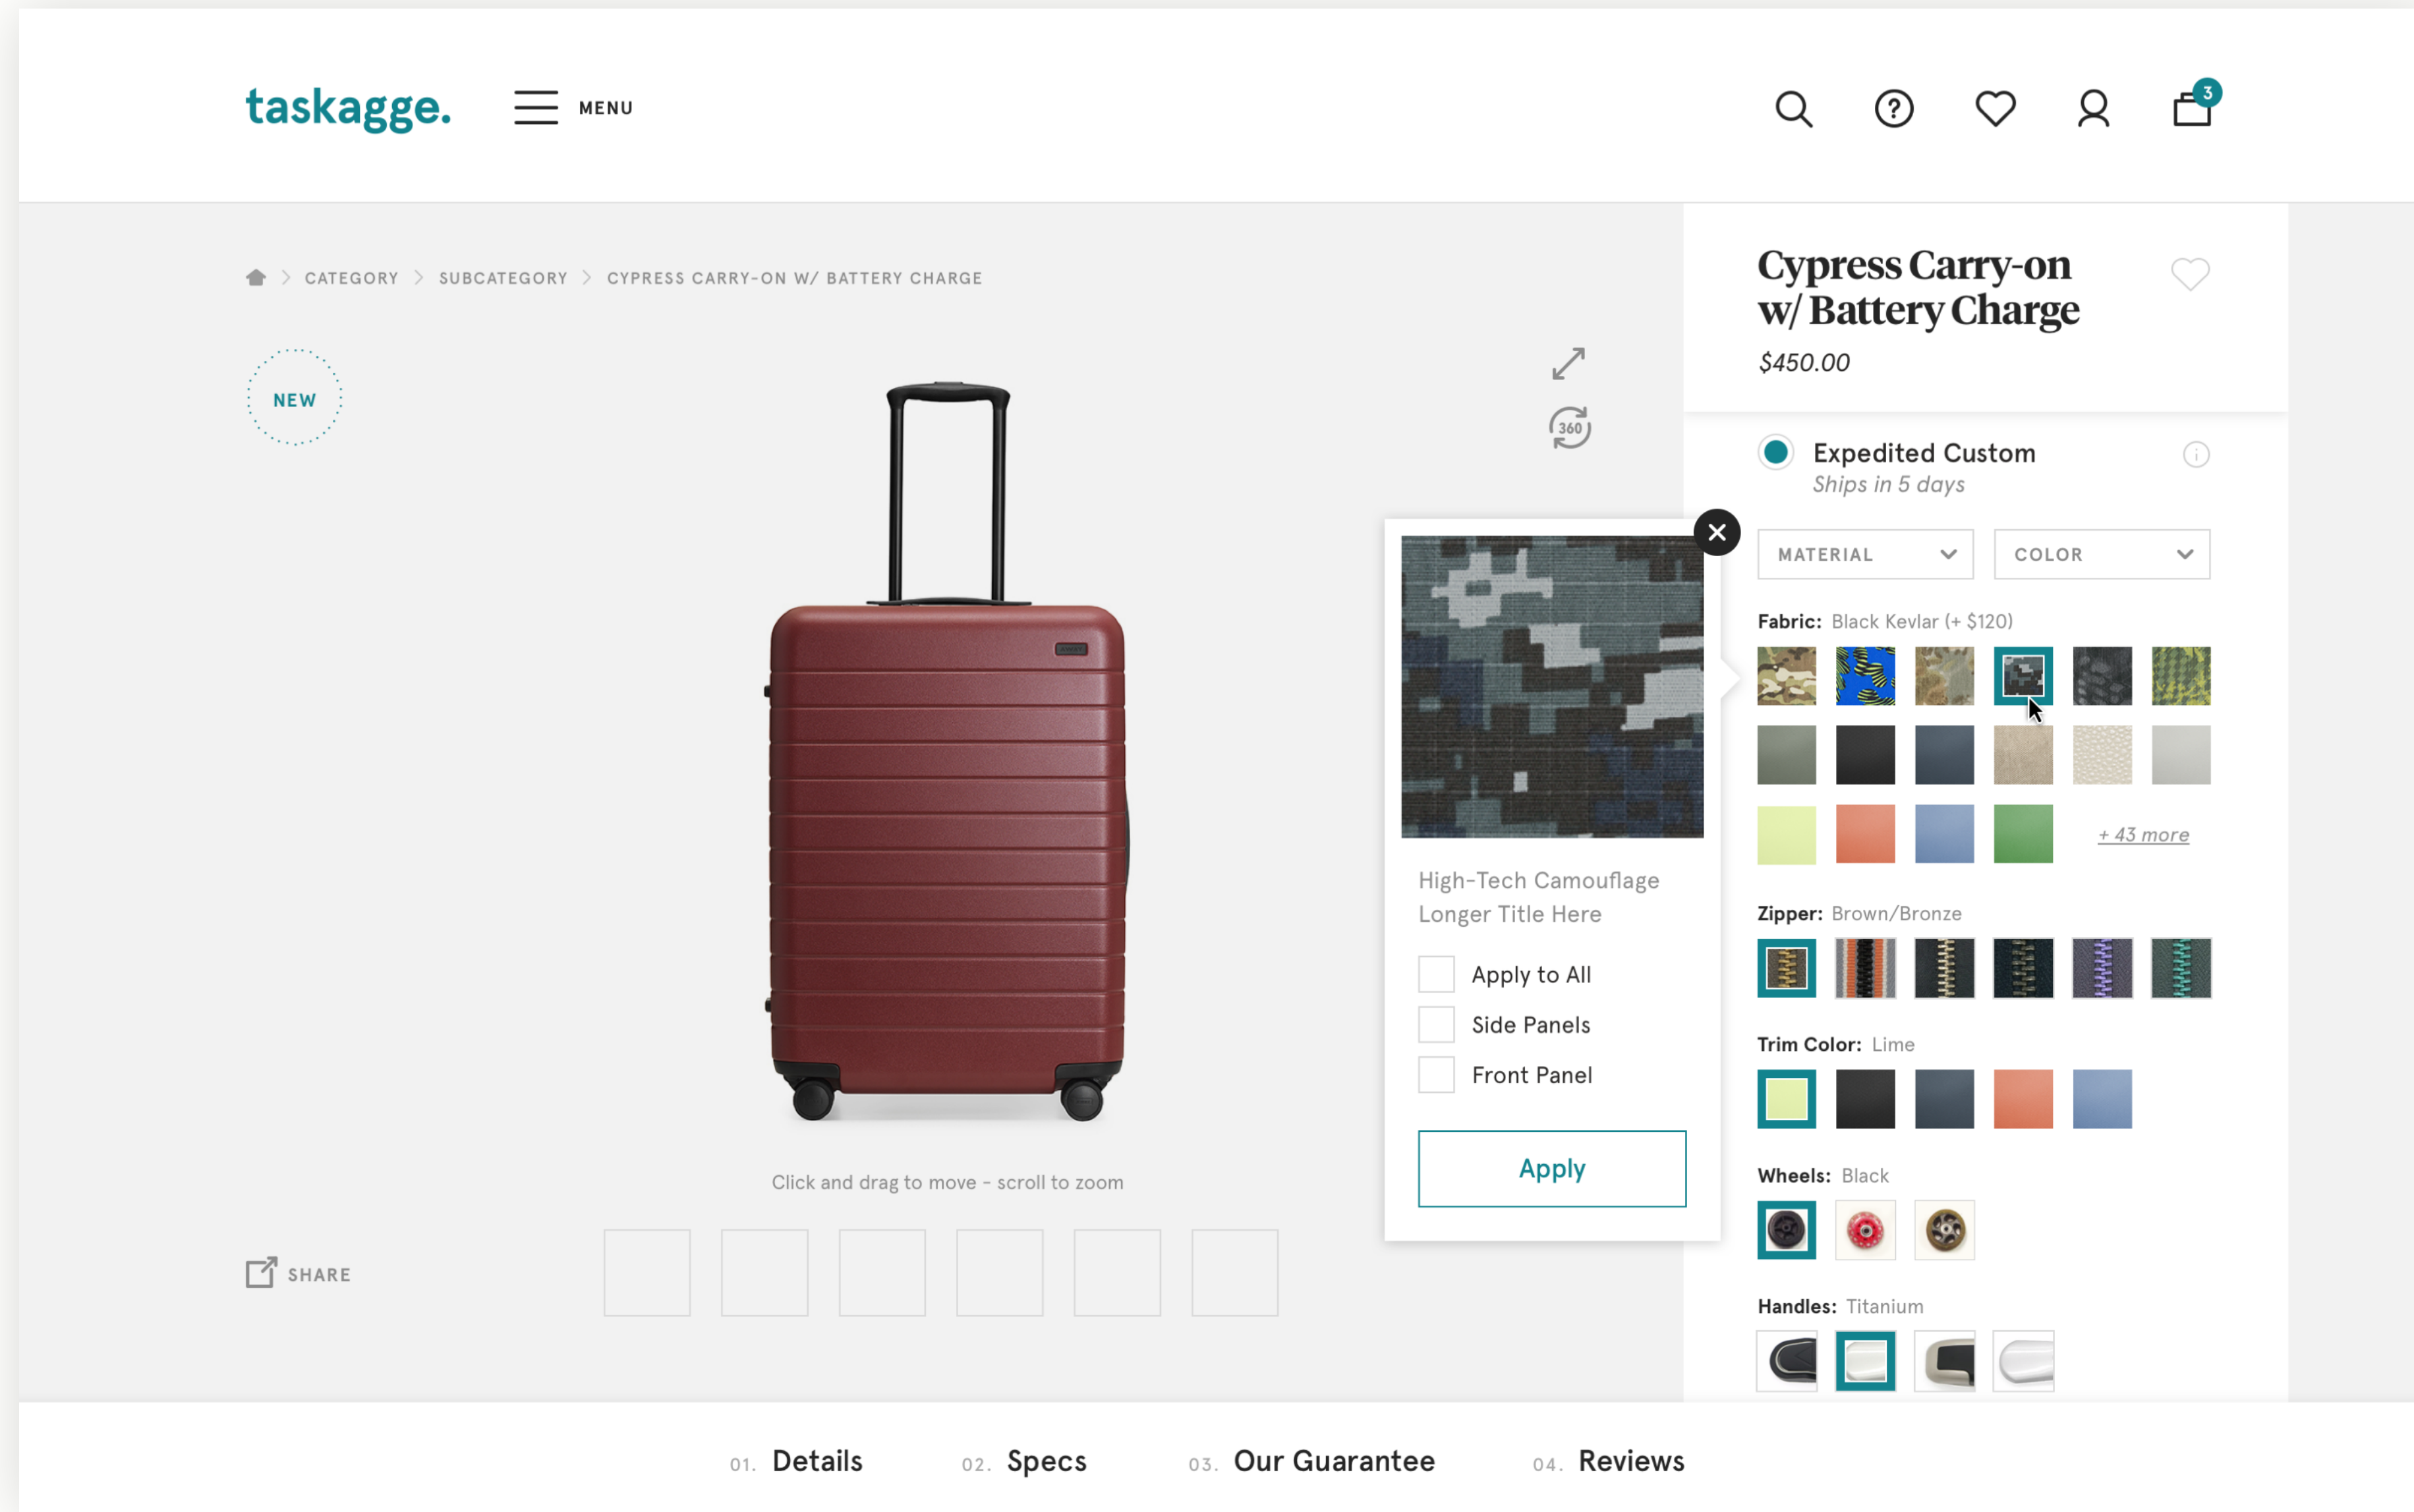 taskagge.
MENU
3
CATEGORY
SUBCATEGORY
CYPRESS CARRY-ON W/ BATTERY CHARGE
NEW
360
Cypress Carry-on
w/ Battery Charge
$450.00
Expedited Custom
Ships in 5 days
MATERIAL
COLOR
Fabric: Black Kevlar (+ $120)
+ 43 more
High-Tech Camouflage
Longer Title Here
Apply to All
Side Panels
Front Panel
Apply
Zipper: Brown/Bronze
Trim Color: Lime
Wheels: Black
Handles: Titanium
Click and drag to move - scroll to zoom
SHARE
01. Details
02. Specs
03. Our Guarantee
04. Reviews